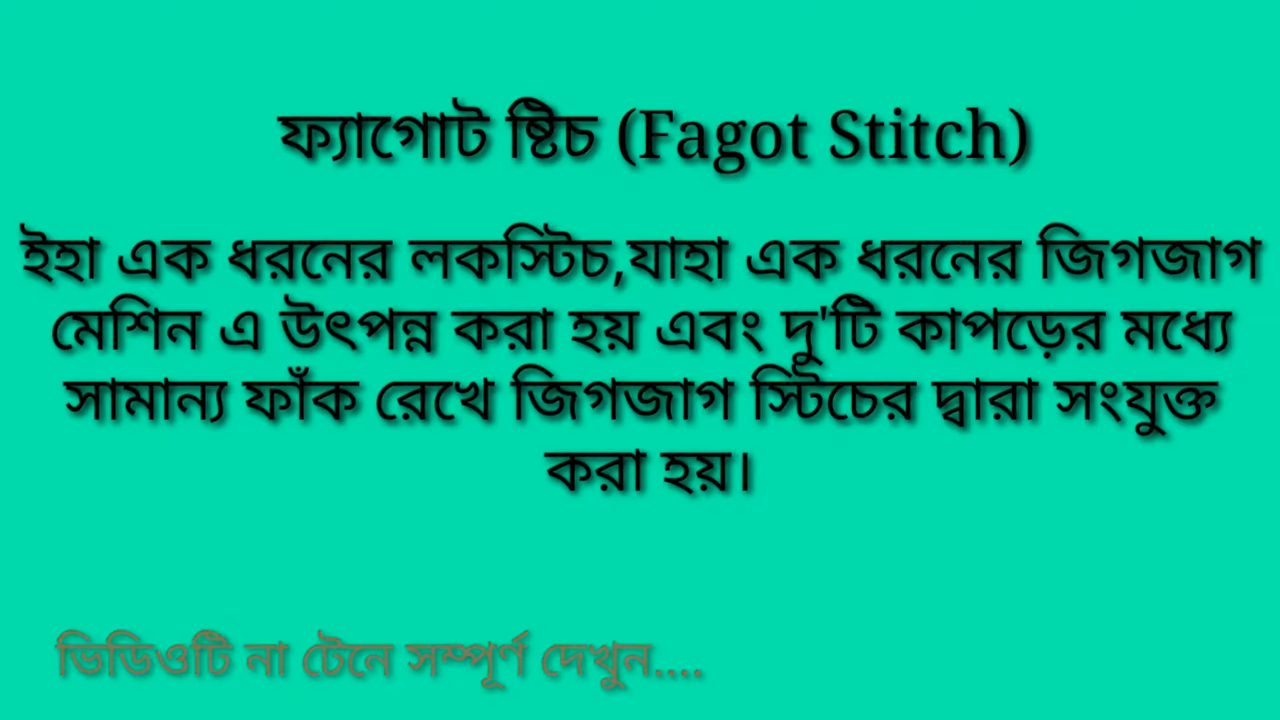 ফ্যাগোট ষ্টিচ (Fagot Stitch)
ইহা এক ধরনের লকস্টিচ,যাহা এক ধরনের জিগজাগ
মেশিন এ উৎপন্ন করা হয় এবং দু'টি কাপড়ের মধ্যে
সামান্য ফাঁক রেখে জিগজাগ স্টিচের দ্বারা সংযুক্ত
করা হয়।
ভিডিওটি না টেনে সম্পূর্ণ দেখুন....